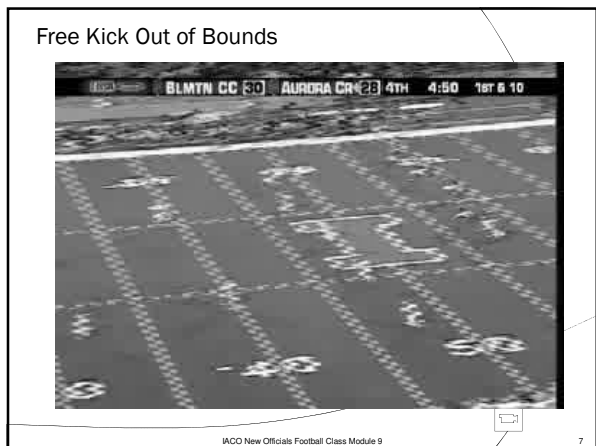 Free Kick Out of Bounds
BLMTN CC 30 AURORA CR 28 4TH 4:50 1ST & 10
IACO New Officials Football Class Module 9
7